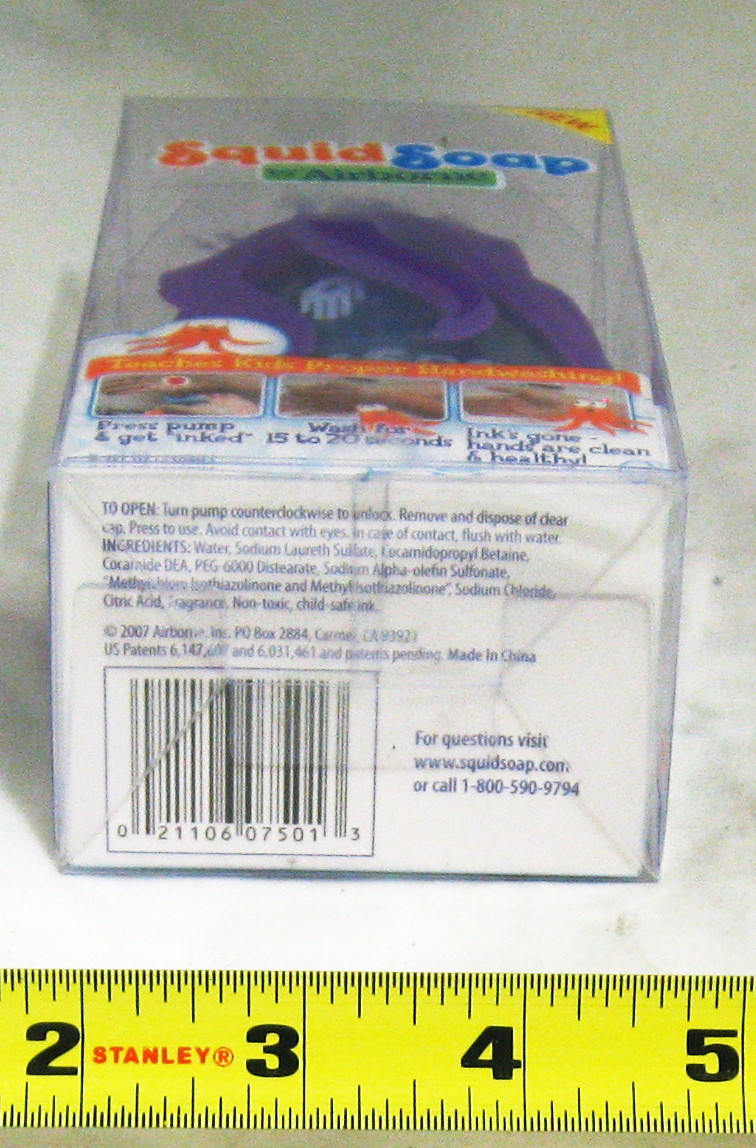 NEW
Squid Soap
by Airborne
Teaches Kids Proper Handwashing!
Press pump
& get "inked"
Wash for
15 to 20 seconds
Ink's gone -
hands are clean
& healthy!
TO OPEN: Turn pump counterclockwise to unlock. Remove and dispose of clear
cap. Press to use. Avoid contact with eyes. In case of contact, flush with water.
INGREDIENTS: Water, Sodium Laureth Sulfate, Cocamidopropyl Betaine,
Cocamide DEA, PEG-6000 Distearate, Sodium Alpha-olefin Sulfonate,
"Methylchloro Isothiazolinone and Methyl Isothiazolinone", Sodium Chloride,
Citric Acid, Fragrance. Non-toxic, child-safe ink.
© 2007 Airborne, Inc. PO Box 2884, Carmel, CA 93921
US Patents 6,147,607 and 6,031,461 and patents pending. Made in China
0 21106 07501 3
For questions visit
www.squidsoap.com
or call 1-800-590-9794
2 STANLEY® 3 4 5